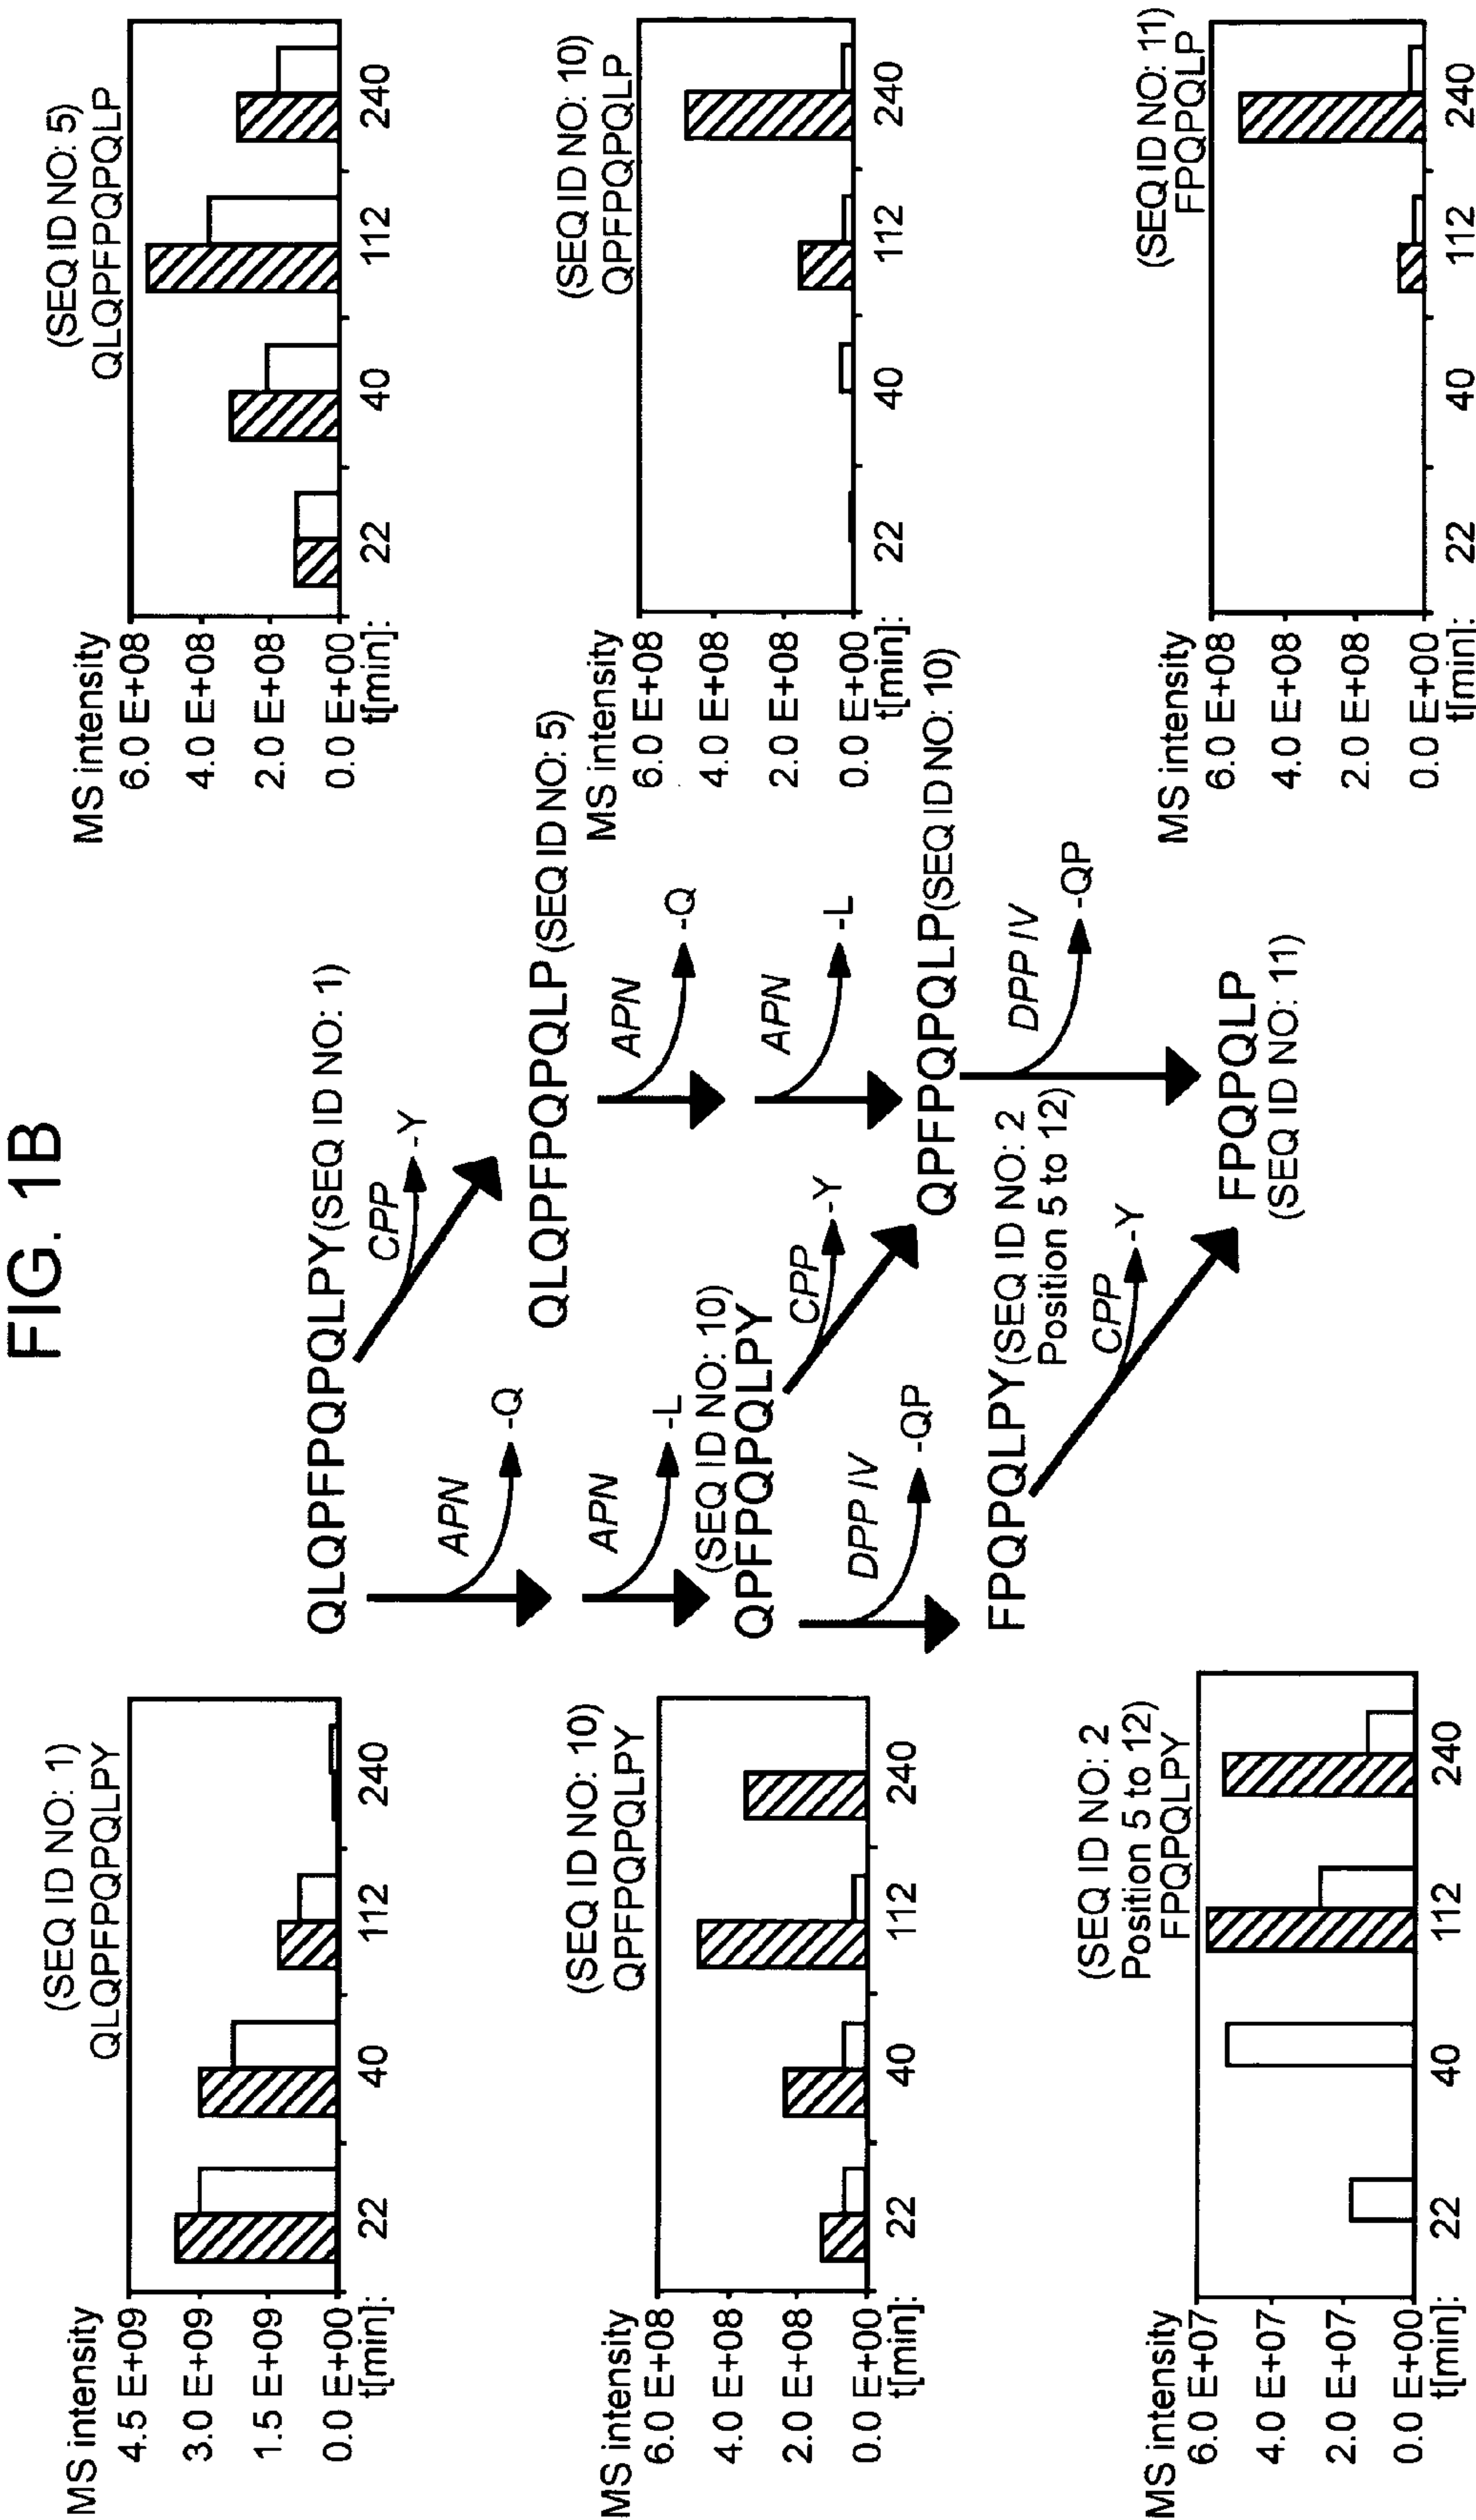 FIG. 1B
(SEQ ID NO: 1)
QLQPFPQPQLPY
MS intensity
4.5 E+09
3.0 E+09
1.5 E+09
0.0 E+00
t[min]: 22 40 112 240
(SEQ ID NO: 10)
QPFPQPQLPY
MS intensity
6.0 E+08
4.0 E+08
2.0 E+08
0.0 E+00
t[min]: 22 40 112 240
(SEQ ID NO: 2
Position 5 to 12)
FPQPQLPY
MS intensity
6.0 E+07
4.0 E+07
2.0 E+07
0.0 E+00
t[min]: 22 40 112 240
QLQPFPQPQLPY(SEQ ID NO: 1)
CPP -Y
APN -Q
QLQPFPQPQLP(SEQ ID NO: 5)
APN -Q
APN -L
APN -L
(SEQ ID NO: 10)
QPFPQPQLPY
CPP -Y
DPP IV -QP
QPFPQPQLP(SEQ ID NO: 10)
DPP IV -QP
FPQPQLPY(SEQ ID NO: 2
Position 5 to 12)
CPP -Y
FPQPQLP
(SEQ ID NO: 11)
(SEQ ID NO: 5)
QLQPFPQPQLP
MS intensity
6.0 E+08
4.0 E+08
2.0 E+08
0.0 E+00
t[min]: 22 40 112 240
(SEQ ID NO: 10)
QPFPQPQLP
MS intensity
6.0 E+08
4.0 E+08
2.0 E+08
0.0 E+00
t[min]: 22 40 112 240
(SEQ ID NO: 11)
FPQPQLP
MS intensity
6.0 E+08
4.0 E+08
2.0 E+08
0.0 E+00
t[min]: 22 40 112 240